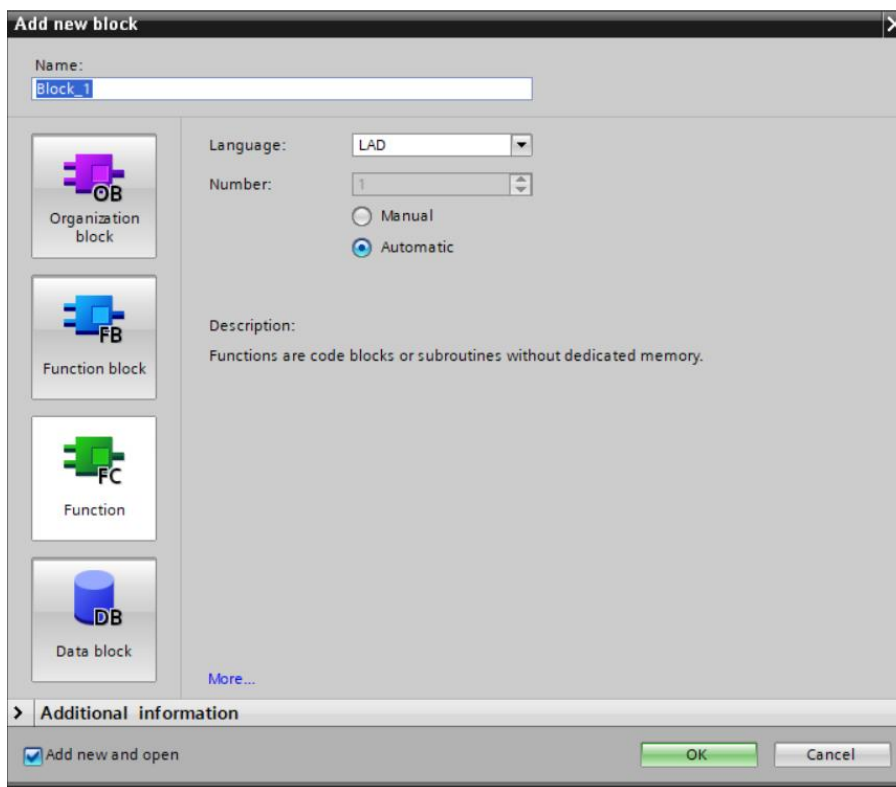 Add new block
Name:
Block_1
OB
Organization
block
FB
Function block
FC
Function
DB
Data block
Language:
LAD
Number:
1
Manual
Automatic
Description:
Functions are code blocks or subroutines without dedicated memory.
More...
Additional information
Add new and open
OK
Cancel